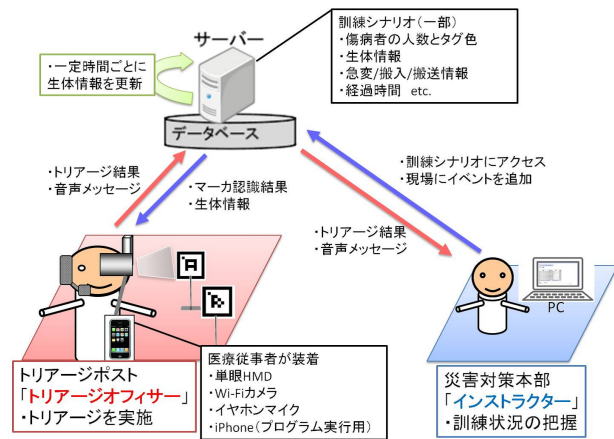 サーバー
データベース
・一定時間ごとに
生体情報を更新
訓練シナリオ（一部）
・傷病者の人数とタグ色
・生体情報
・急変/搬入/搬送情報
・経過時間　etc.
・トリアージ結果
・音声メッセージ
・マーカ認識結果
・生体情報
・訓練シナリオにアクセス
・現場にイベントを追加
・トリアージ結果
・音声メッセージ
PC
トリアージポスト
「トリアージオフィサー」
・トリアージを実施
医療従事者が装着
・単眼HMD
・Wi-Fiカメラ
・イヤホンマイク
・iPhone（プログラム実行用）
災害対策本部
「インストラクター」
・訓練状況の把握